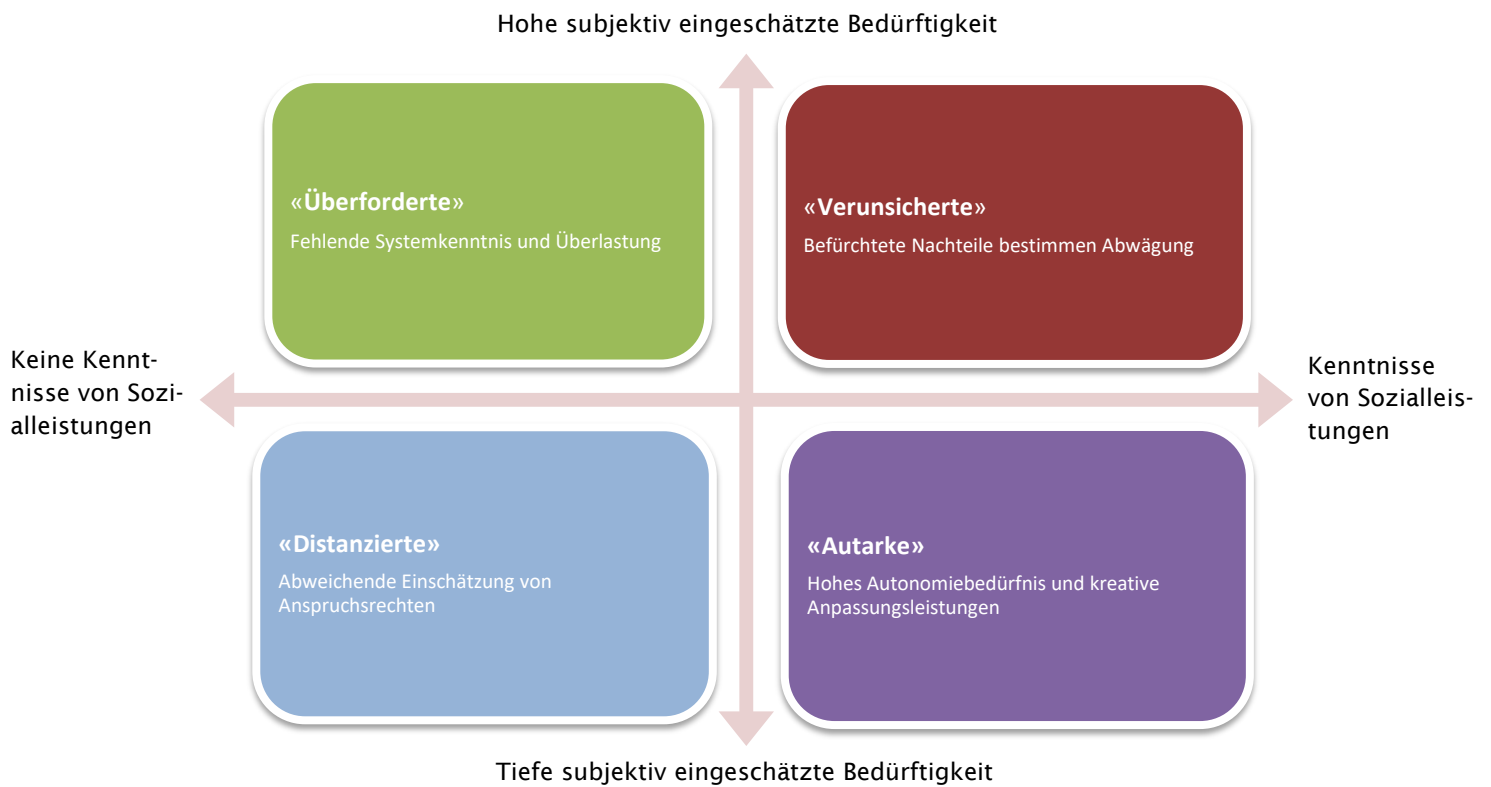 Hohe subjektiv eingeschätzte Bedürftigkeit
«Überforderte»
Fehlende Systemkenntnis und Überlastung
«Verunsicherte»
Befürchtete Nachteile bestimmen Abwägung
Keine Kennt-
nisse von Sozi-
alleistungen
Kenntnisse
von Sozialleis-
tungen
«Distanzierte»
Abweichende Einschätzung von
Anspruchsrechten
«Autarke»
Hohes Autonomiebedürfnis und kreative
Anpassungsleistungen
Tiefe subjektiv eingeschätzte Bedürftigkeit